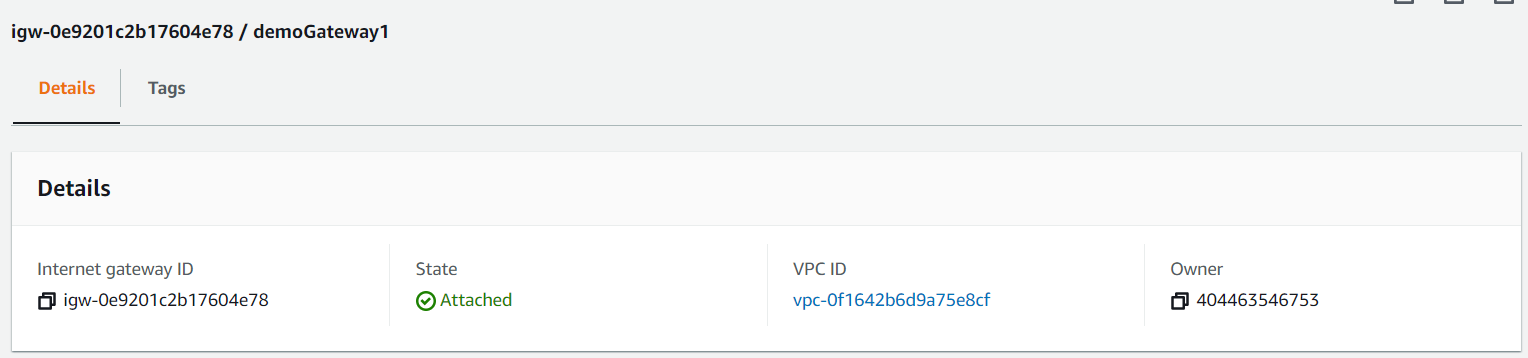 igw-0e9201c2b17604e78 / demoGateway1
Details
Tags
Details
Internet gateway ID
igw-0e9201c2b17604e78
State
Attached
VPC ID
vpc-0f1642b6d9a75e8cf
Owner
404463546753